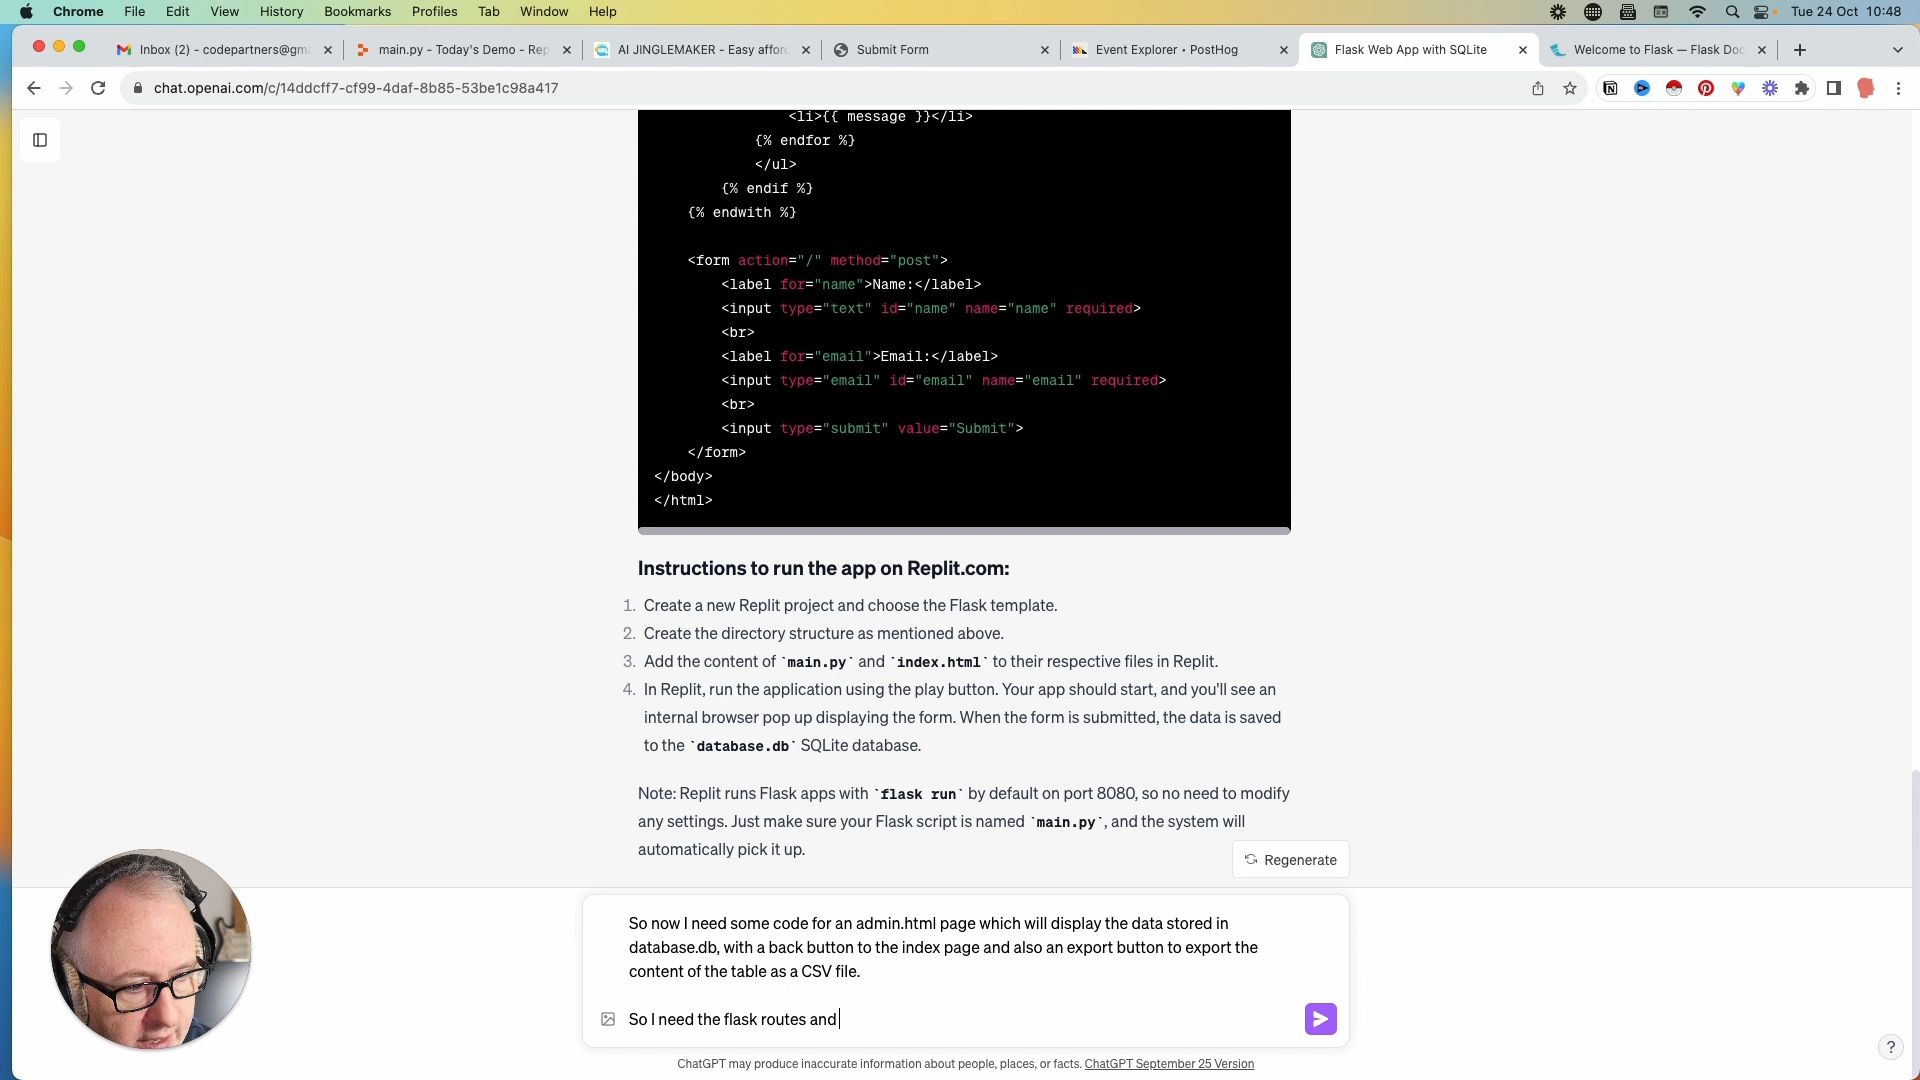 Chrome File Edit View History Bookmarks Profiles Tab Window Help Tue 24 Oct 10:48
Inbox (2) - codepartners@gm main.py - Today's Demo - Rep AI JINGLEMAKER - Easy affor Submit Form Event Explorer • PostHog Flask Web App with SQLite Welcome to Flask — Flask Doc
chat.openai.com/c/14ddcff7-cf99-4daf-8b85-53be1c98a417
<li>{{ message }}</li>
{% endfor %}
</ul>
{% endif %}
{% endwith %}
<form action="/" method="post">
<label for="name">Name:</label>
<input type="text" id="name" name="name" required>
<br>
<label for="email">Email:</label>
<input type="email" id="email" name="email" required>
<br>
<input type="submit" value="Submit">
</form>
</body>
</html>
Instructions to run the app on Replit.com:
1. Create a new Replit project and choose the Flask template.
2. Create the directory structure as mentioned above.
3. Add the content of `main.py` and `index.html` to their respective files in Replit.
4. In Replit, run the application using the play button. Your app should start, and you'll see an
internal browser pop up displaying the form. When the form is submitted, the data is saved
to the `database.db` SQLite database.
Note: Replit runs Flask apps with `flask run` by default on port 8080, so no need to modify
any settings. Just make sure your Flask script is named `main.py`, and the system will
automatically pick it up.
Regenerate
So now I need some code for an admin.html page which will display the data stored in
database.db, with a back button to the index page and also an export button to export the
content of the table as a CSV file.
So I need the flask routes and
ChatGPT may produce inaccurate information about people, places, or facts. ChatGPT September 25 Version
?